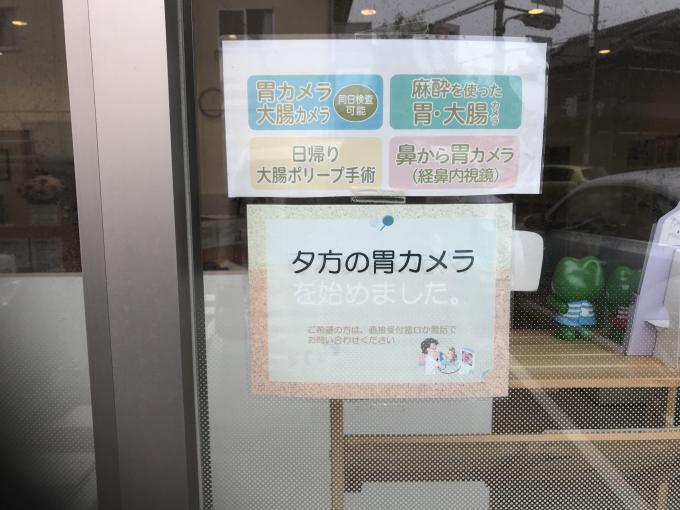 胃カメラ
大腸カメラ
同日検査
可能
麻酔を使った
胃・大腸カメラ
日帰り
大腸ポリープ手術
鼻から胃カメラ
(経鼻内視鏡)
夕方の胃カメラ
を始めました。
ご希望の方は、直接受付窓口か電話で
お問い合わせください